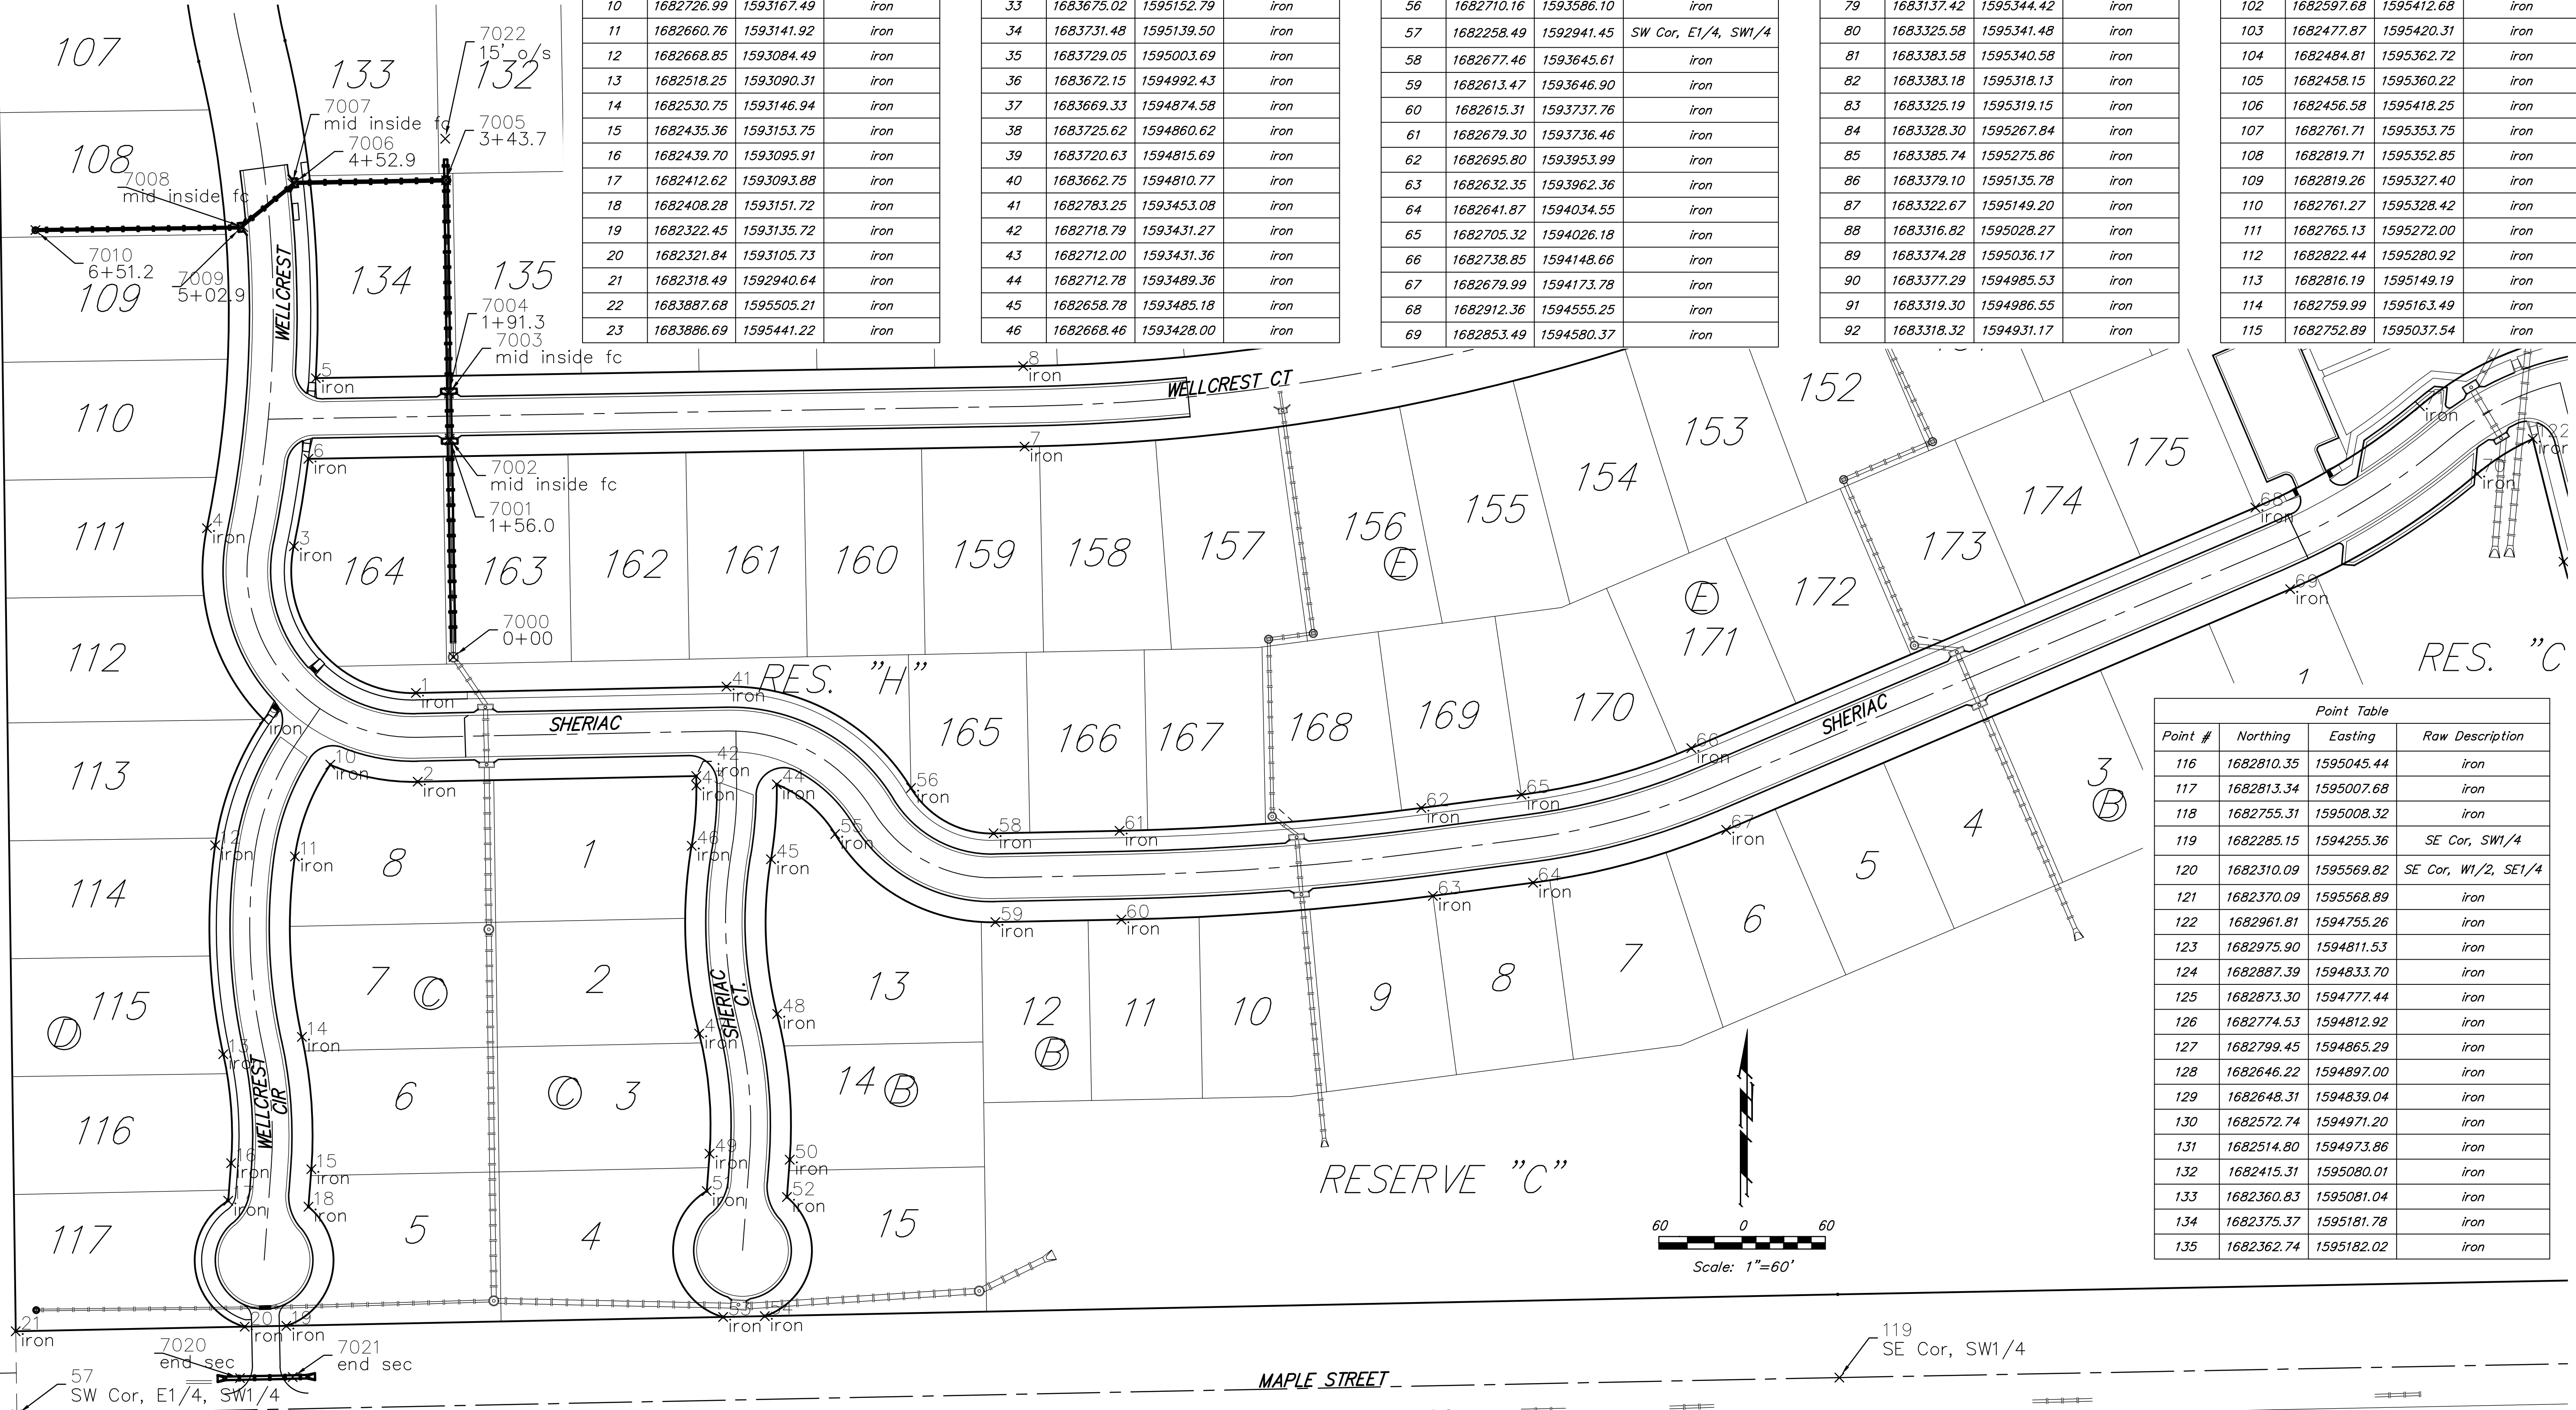 10 1682726.99 1593167.49 iron
11 1682660.76 1593141.92 iron
12 1682668.85 1593084.49 iron
13 1682518.25 1593090.31 iron
14 1682530.75 1593146.94 iron
15 1682435.36 1593153.75 iron
16 1682439.70 1593095.91 iron
17 1682412.62 1593093.88 iron
18 1682408.28 1593151.72 iron
19 1682322.45 1593135.72 iron
20 1682321.84 1593105.73 iron
21 1682318.49 1592940.64 iron
22 1683887.68 1595505.21 iron
23 1683886.69 1595441.22 iron
33 1683675.02 1595152.79 iron
34 1683731.48 1595139.50 iron
35 1683729.05 1595003.69 iron
36 1683672.15 1594992.43 iron
37 1683669.33 1594874.58 iron
38 1683725.62 1594860.62 iron
39 1683720.63 1594815.69 iron
40 1683662.75 1594810.77 iron
41 1682783.25 1593453.08 iron
42 1682718.79 1593431.27 iron
43 1682712.00 1593431.36 iron
44 1682712.78 1593489.36 iron
45 1682658.78 1593485.18 iron
46 1682668.46 1593428.00 iron
56 1682710.16 1593586.10 iron
57 1682258.49 1592941.45 SW Cor, E1/4, SW1/4
58 1682677.46 1593645.61 iron
59 1682613.47 1593646.90 iron
60 1682615.31 1593737.76 iron
61 1682679.30 1593736.46 iron
62 1682695.80 1593953.99 iron
63 1682632.35 1593962.36 iron
64 1682641.87 1594034.55 iron
65 1682705.32 1594026.18 iron
66 1682738.85 1594148.66 iron
67 1682679.99 1594173.78 iron
68 1682912.36 1594555.25 iron
69 1682853.49 1594580.37 iron
79 1683137.42 1595344.42 iron
80 1683325.58 1595341.48 iron
81 1683383.58 1595340.58 iron
82 1683383.18 1595318.13 iron
83 1683325.19 1595319.15 iron
84 1683328.30 1595267.84 iron
85 1683385.74 1595275.86 iron
86 1683379.10 1595135.78 iron
87 1683322.67 1595149.20 iron
88 1683316.82 1595028.27 iron
89 1683374.28 1595036.17 iron
90 1683377.29 1594985.53 iron
91 1683319.30 1594986.55 iron
92 1683318.32 1594931.17 iron
102 1682597.68 1595412.68 iron
103 1682477.87 1595420.31 iron
104 1682484.81 1595362.72 iron
105 1682458.15 1595360.22 iron
106 1682456.58 1595418.25 iron
107 1682761.71 1595353.75 iron
108 1682819.71 1595352.85 iron
109 1682819.26 1595327.40 iron
110 1682761.27 1595328.42 iron
111 1682765.13 1595272.00 iron
112 1682822.44 1595280.92 iron
113 1682816.19 1595149.19 iron
114 1682759.99 1595163.49 iron
115 1682752.89 1595037.54 iron
107
133
132
7022
15' o/s
7007
mid inside fc
7005
3+43.7
7006
4+52.9
108
7008
mid inside fc
7010
6+51.2
7009
5+02.9
109
WELLCREST
134
135
7004
1+91.3
7003
mid inside fc
5
iron
8
iron
WELLCREST CT
110
6
iron
7
iron
7002
mid inside fc
7001
1+56.0
111
4
iron
3
iron
164
163
162
161
160
159
158
157
156
E
155
154
153
152
175
174
173
172
E
171
68
iron
69
iron
71
iron
70
iron
122
iron
7000
0+00
112
RES. "H"
RES. "C
1
iron
41
iron
SHERIAC
iron
165
166
167
168
169
170
66
iron
SHERIAC
1
3
B
113
10
iron
2
iron
42
iron
43
iron
44
iron
56
iron
62
iron
65
iron
58
iron
61
iron
55
iron
67
iron
4
5
12
iron
11
iron
8
1
46
iron
45
iron
64
iron
63
iron
59
iron
60
iron
6
114
7
C
2
13
48
iron
12
B
11
10
9
8
7
115
D
13
iron
14
iron
4
iron
SHERIAC
CT.
WELLCREST
CIR
6
C
3
14
B
116
16
iron
15
iron
49
iron
50
iron
17
iron
18
iron
51
iron
52
iron
117
5
4
15
RESERVE "C"
60 0 60
Scale: 1"=60'
21
iron
20
iron
19
iron
53
iron
54
iron
7020
end sec
7021
end sec
57
SW Cor, E1/4, SW1/4
MAPLE STREET
119
SE Cor, SW1/4
Point Table
Point # Northing Easting Raw Description
116 1682810.35 1595045.44 iron
117 1682813.34 1595007.68 iron
118 1682755.31 1595008.32 iron
119 1682285.15 1594255.36 SE Cor, SW1/4
120 1682310.09 1595569.82 SE Cor, W1/2, SE1/4
121 1682370.09 1595568.89 iron
122 1682961.81 1594755.26 iron
123 1682975.90 1594811.53 iron
124 1682887.39 1594833.70 iron
125 1682873.30 1594777.44 iron
126 1682774.53 1594812.92 iron
127 1682799.45 1594865.29 iron
128 1682646.22 1594897.00 iron
129 1682648.31 1594839.04 iron
130 1682572.74 1594971.20 iron
131 1682514.80 1594973.86 iron
132 1682415.31 1595080.01 iron
133 1682360.83 1595081.04 iron
134 1682375.37 1595181.78 iron
135 1682362.74 1595182.02 iron